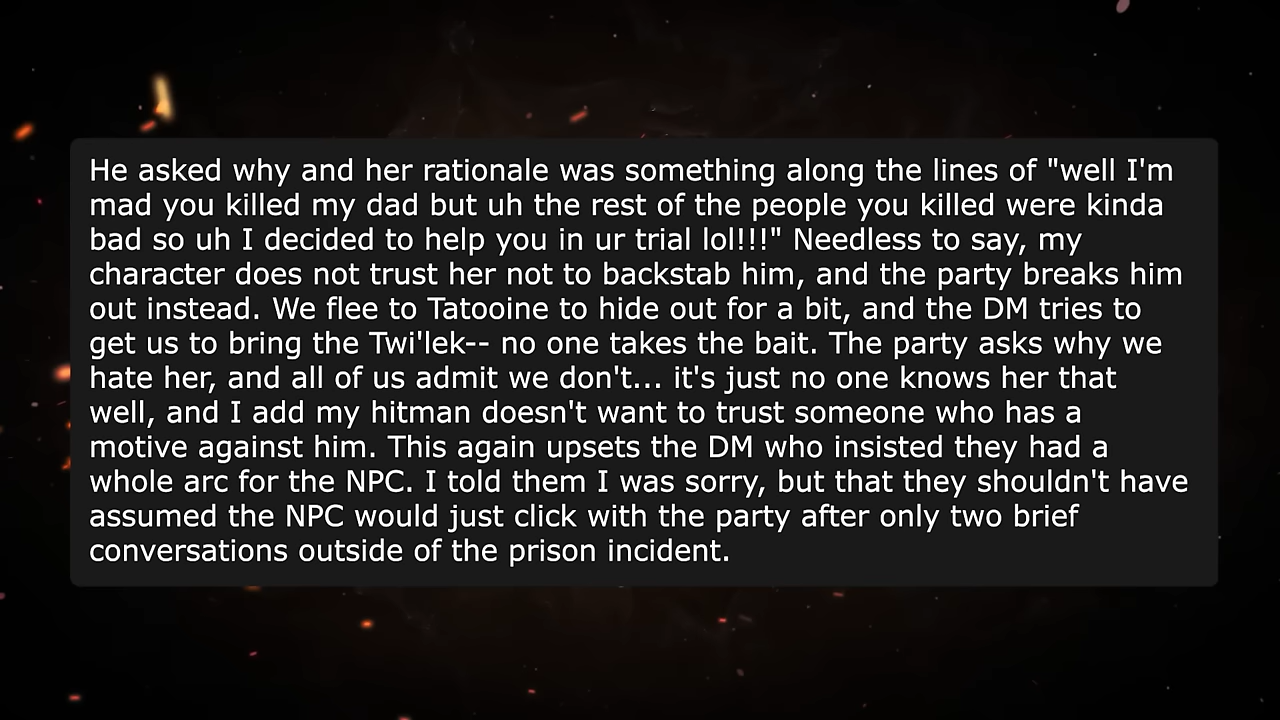 He asked why and her rationale was something along the lines of "well I'm
mad you killed my dad but uh the rest of the people you killed were kinda
bad so uh I decided to help you in ur trial lol!!!" Needless to say, my
character does not trust her not to backstab him, and the party breaks him
out instead. We flee to Tatooine to hide out for a bit, and the DM tries to
get us to bring the Twi'lek-- no one takes the bait. The party asks why we
hate her, and all of us admit we don't... it's just no one knows her that
well, and I add my hitman doesn't want to trust someone who has a
motive against him. This again upsets the DM who insisted they had a
whole arc for the NPC. I told them I was sorry, but that they shouldn't have
assumed the NPC would just click with the party after only two brief
conversations outside of the prison incident.